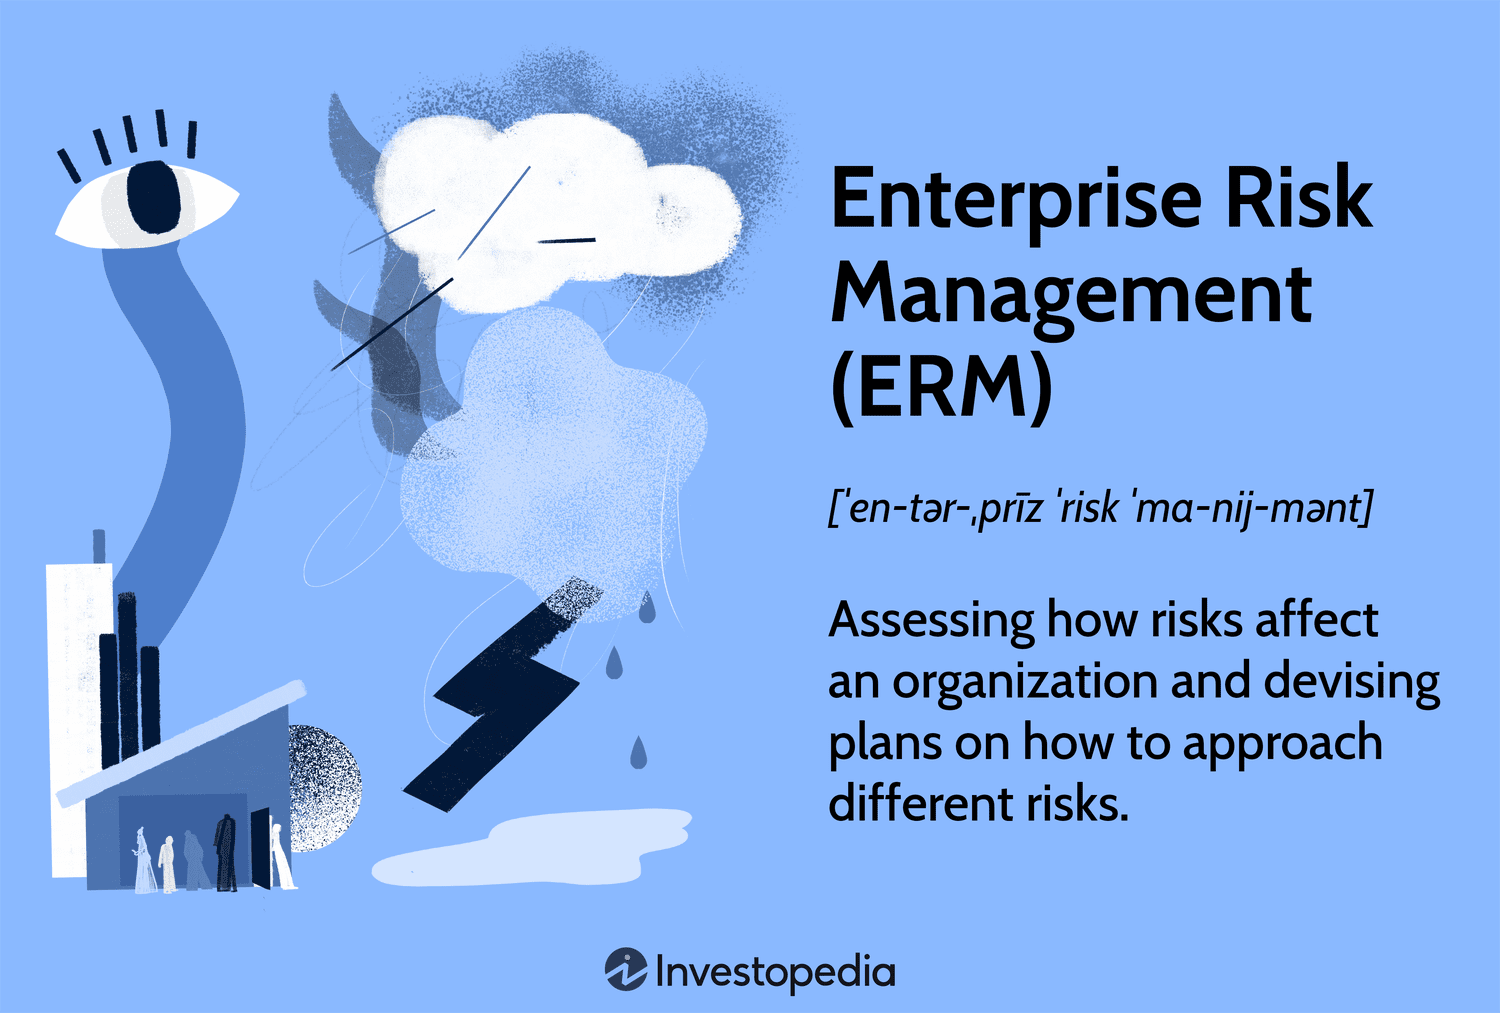 Enterprise Risk
Management
(ERM)
[ˈen-tər-ˌprīz ˈrisk ˈma-nij-mənt]
Assessing how risks affect
an organization and devising
plans on how to approach
different risks.
Investopedia